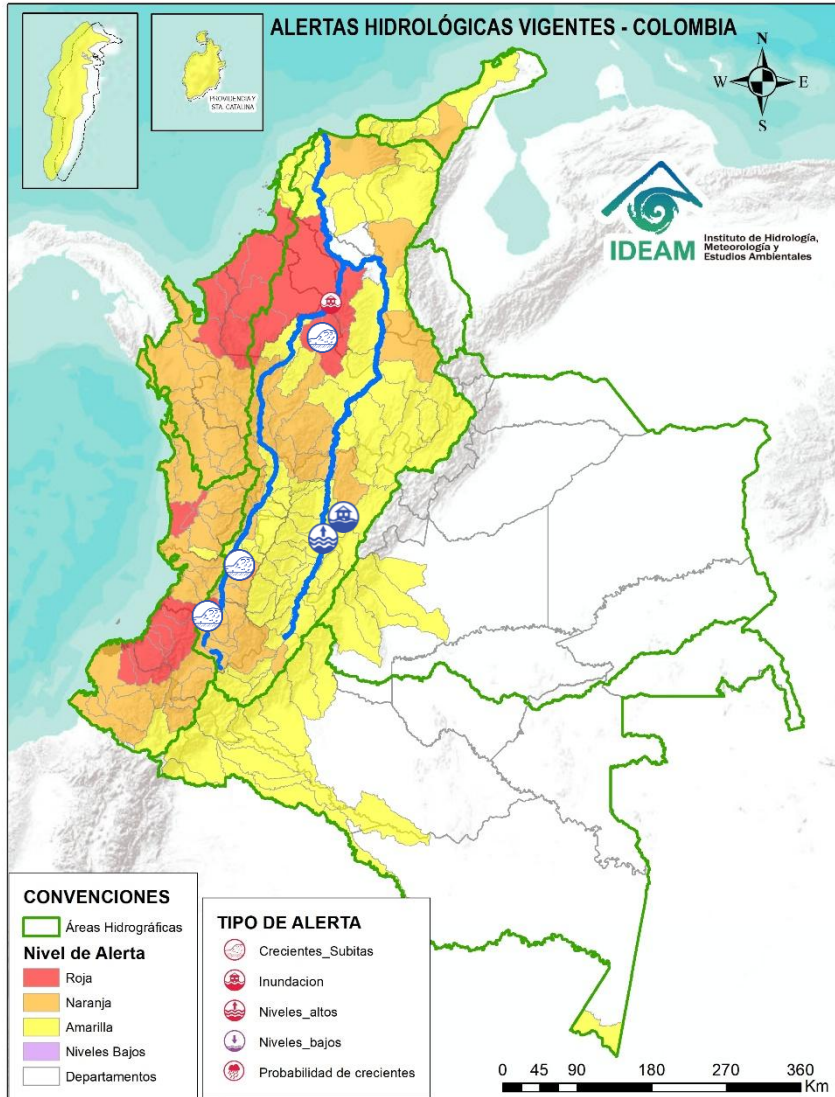 ALERTAS HIDROLÓGICAS VIGENTES - COLOMBIA
PROVIDENCIA Y
STA. CATALINA
N
W
E
S
IDEAM
Instituto de Hidrología,
Meteorología y
Estudios Ambientales
CONVENCIONES
Áreas Hidrográficas
Nivel de Alerta
Roja
Naranja
Amarilla
Niveles Bajos
Departamentos
TIPO DE ALERTA
Crecientes_Subitas
Inundacion
Niveles_altos
Niveles_bajos
Probabilidad de crecientes
0 45 90 180 270 360
Km